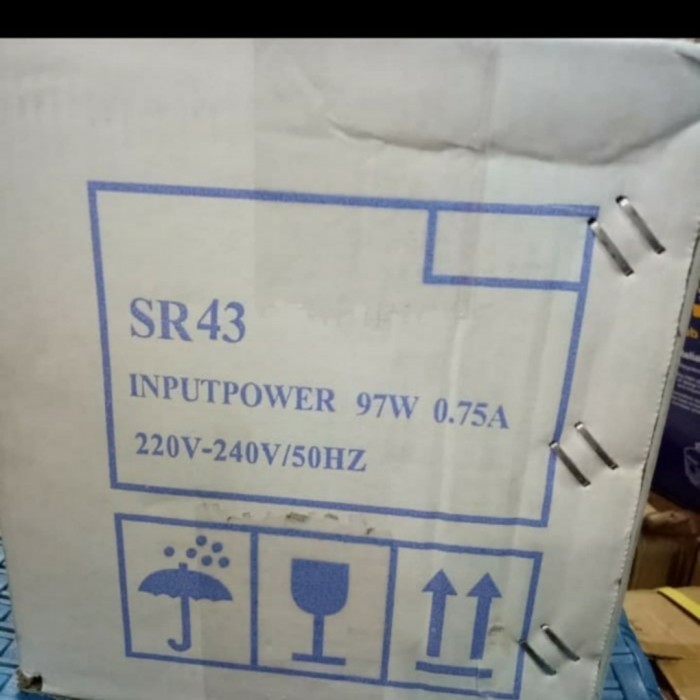 SR43
INPUTPOWER 97W 0.75A
220V-240V/50HZ